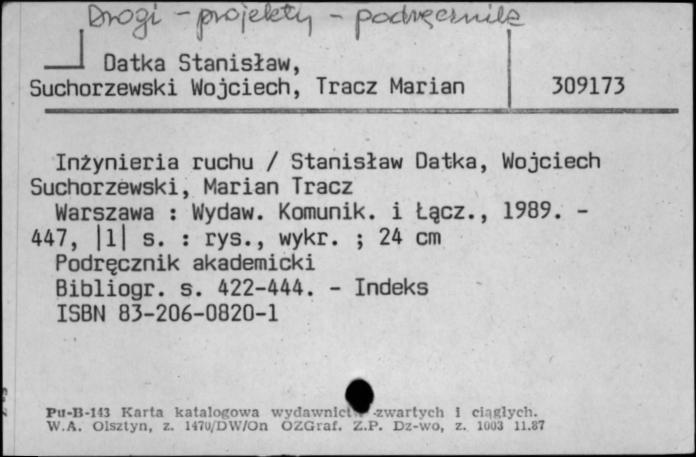 Drogi - projekty - podręcznik
Datka Stanisław,
Suchorzewski Wojciech, Tracz Marian 309173
Inżynieria ruchu / Stanisław Datka, Wojciech
Suchorzewski, Marian Tracz
Warszawa : Wydaw. Komunik. i Łącz., 1989. -
447, |1| s. : rys., wykr. ; 24 cm
Podręcznik akademicki
Bibliogr. s. 422-444. - Indeks
ISBN 83-206-0820-1
Pu-B-143 Karta katalogowa wydawnictw zwartych i ciągłych.
W.A. Olsztyn, z. 1470/DW/On OZGraf. Z.P. Dz-wo, z. 1003 11.87